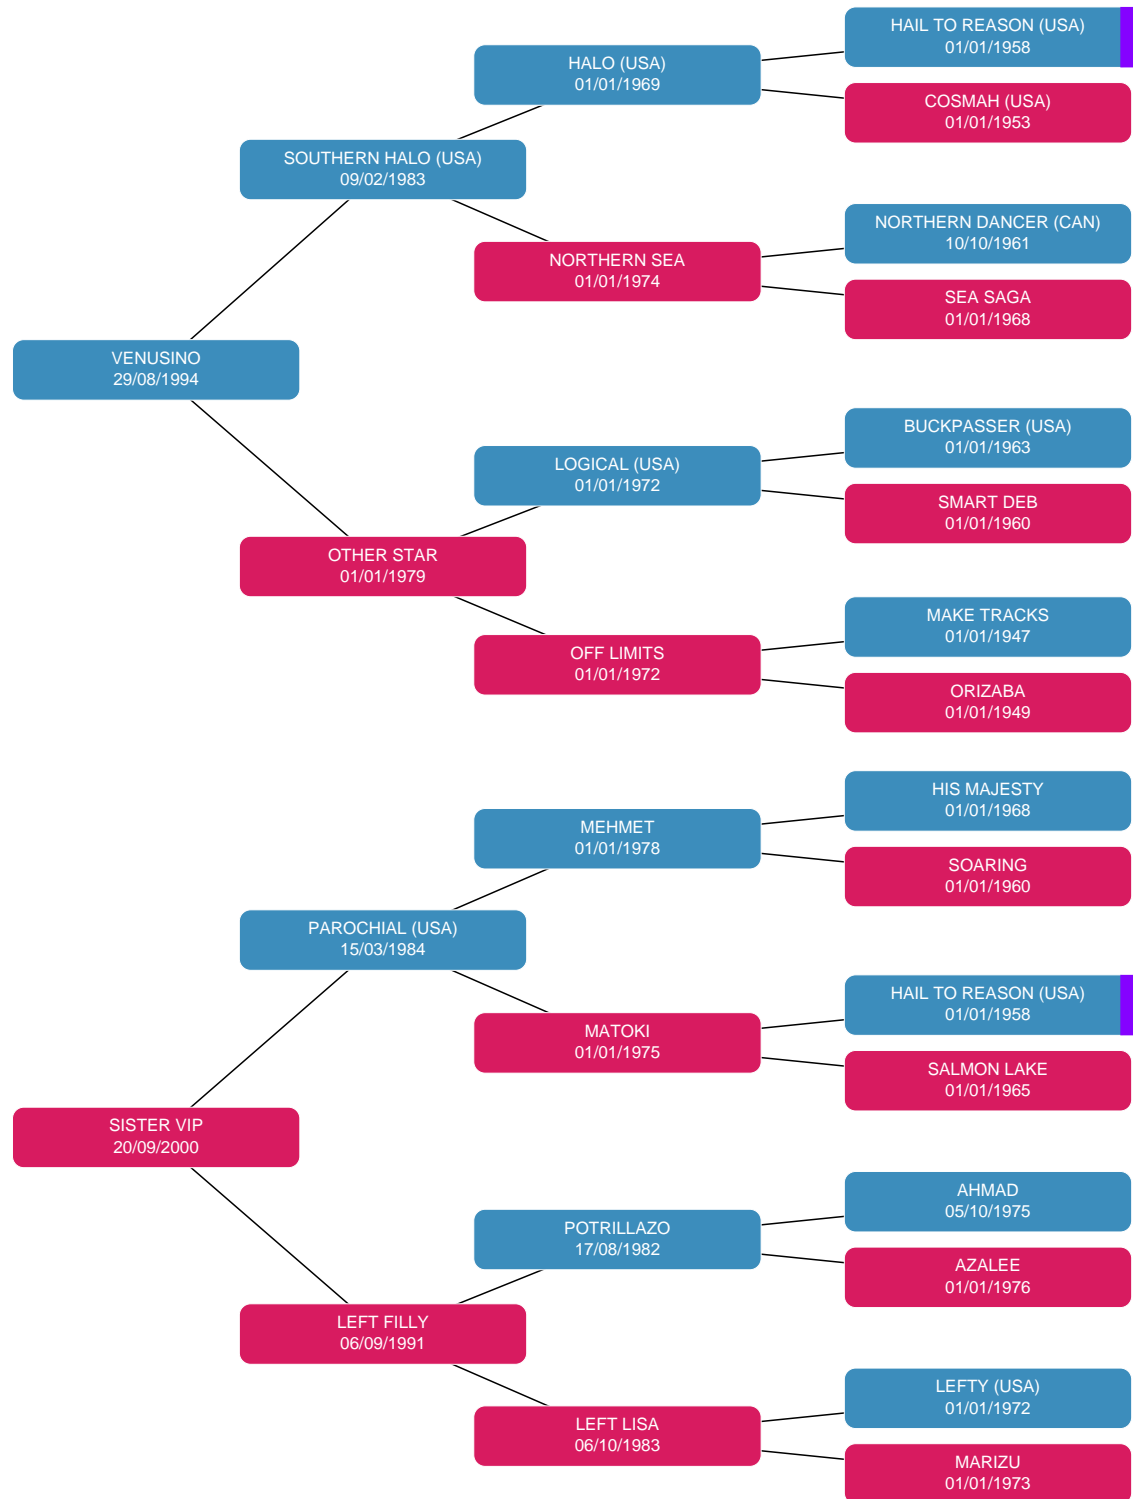 HAIL TO REASON (USA)
01/01/1958
HALO (USA)
01/01/1969
COSMAH (USA)
01/01/1953
SOUTHERN HALO (USA)
09/02/1983
NORTHERN DANCER (CAN)
10/10/1961
NORTHERN SEA
01/01/1974
SEA SAGA
01/01/1968
VENUSINO
29/08/1994
BUCKPASSER (USA)
01/01/1963
LOGICAL (USA)
01/01/1972
SMART DEB
01/01/1960
OTHER STAR
01/01/1979
MAKE TRACKS
01/01/1947
OFF LIMITS
01/01/1972
ORIZABA
01/01/1949
HIS MAJESTY
01/01/1968
MEHMET
01/01/1978
SOARING
01/01/1960
PAROCHIAL (USA)
15/03/1984
HAIL TO REASON (USA)
01/01/1958
MATOKI
01/01/1975
SALMON LAKE
01/01/1965
SISTER VIP
20/09/2000
AHMAD
05/10/1975
POTRILLAZO
17/08/1982
AZALEE
01/01/1976
LEFT FILLY
06/09/1991
LEFTY (USA)
01/01/1972
LEFT LISA
06/10/1983
MARIZU
01/01/1973